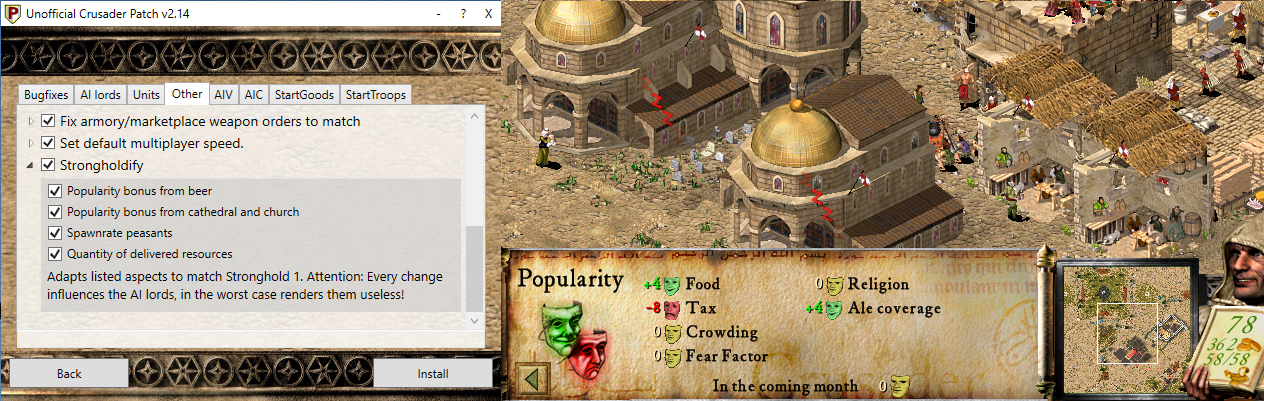 Unofficial Crusader Patch v2.14
- ? X
Bugfixes AI lords Units Other AIV AIC StartGoods StartTroops
Fix armory/marketplace weapon orders to match
Set default multiplayer speed.
Strongholdify
Popularity bonus from beer
Popularity bonus from cathedral and church
Spawnrate peasants
Quantity of delivered resources
Adapts listed aspects to match Stronghold 1. Attention: Every change
influences the AI lords, in the worst case renders them useless!
Back Install
Popularity
+4 Food
-8 Tax
0 Crowding
0 Fear Factor
0 Religion
+4 Ale coverage
In the coming month 0
78
362
58/58